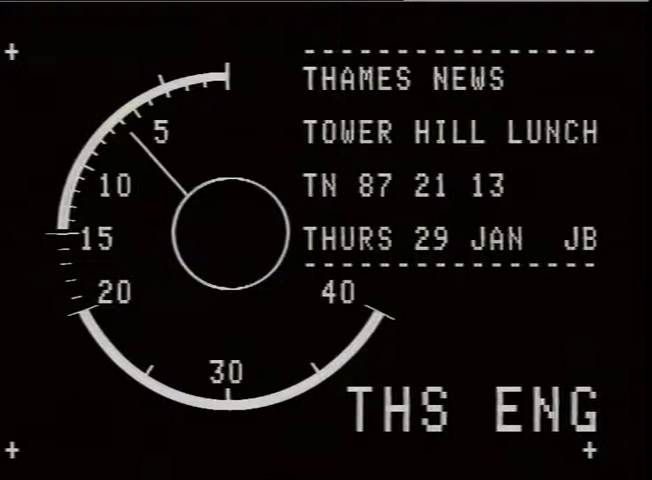 THAMES NEWS
TOWER HILL LUNCH
TN 87 21 13
THURS 29 JAN JB
5
10
15
20
30
40
THS ENG